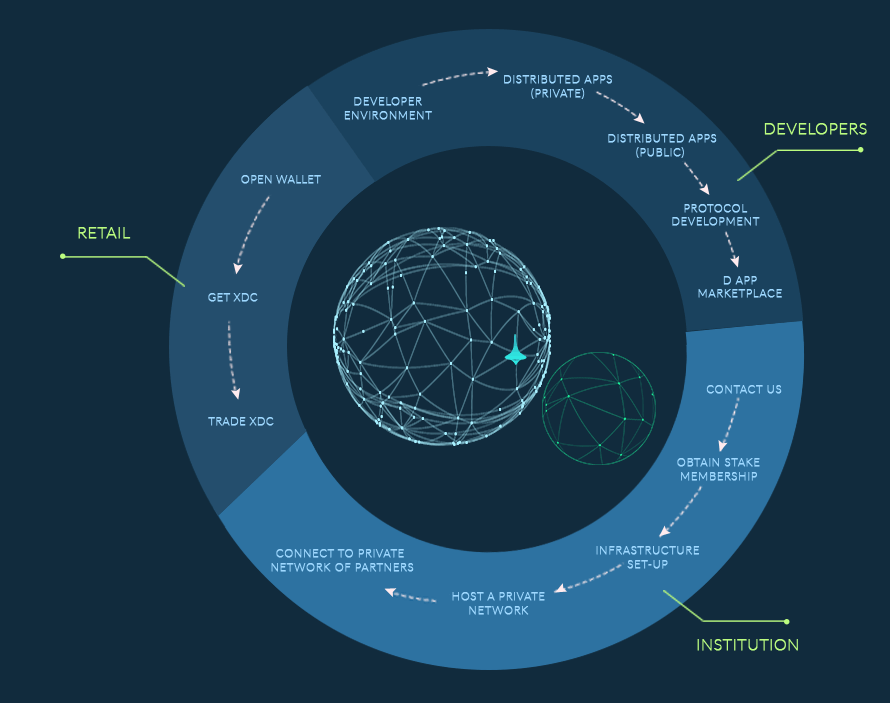 DEVELOPER
ENVIRONMENT
DISTRIBUTED APPS
(PRIVATE)
DISTRIBUTED APPS
(PUBLIC)
PROTOCOL
DEVELOPMENT
D APP
MARKETPLACE
DEVELOPERS
OPEN WALLET
GET XDC
TRADE XDC
RETAIL
CONTACT US
OBTAIN STAKE
MEMBERSHIP
INFRASTRUCTURE
SET-UP
HOST A PRIVATE
NETWORK
CONNECT TO PRIVATE
NETWORK OF PARTNERS
INSTITUTION